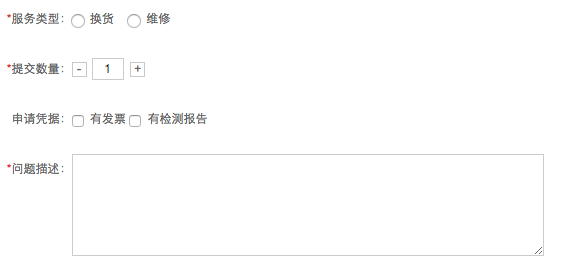 *服务类型： 换货 维修
*提交数量： - 1 +
申请凭据： 有发票 有检测报告
*问题描述：